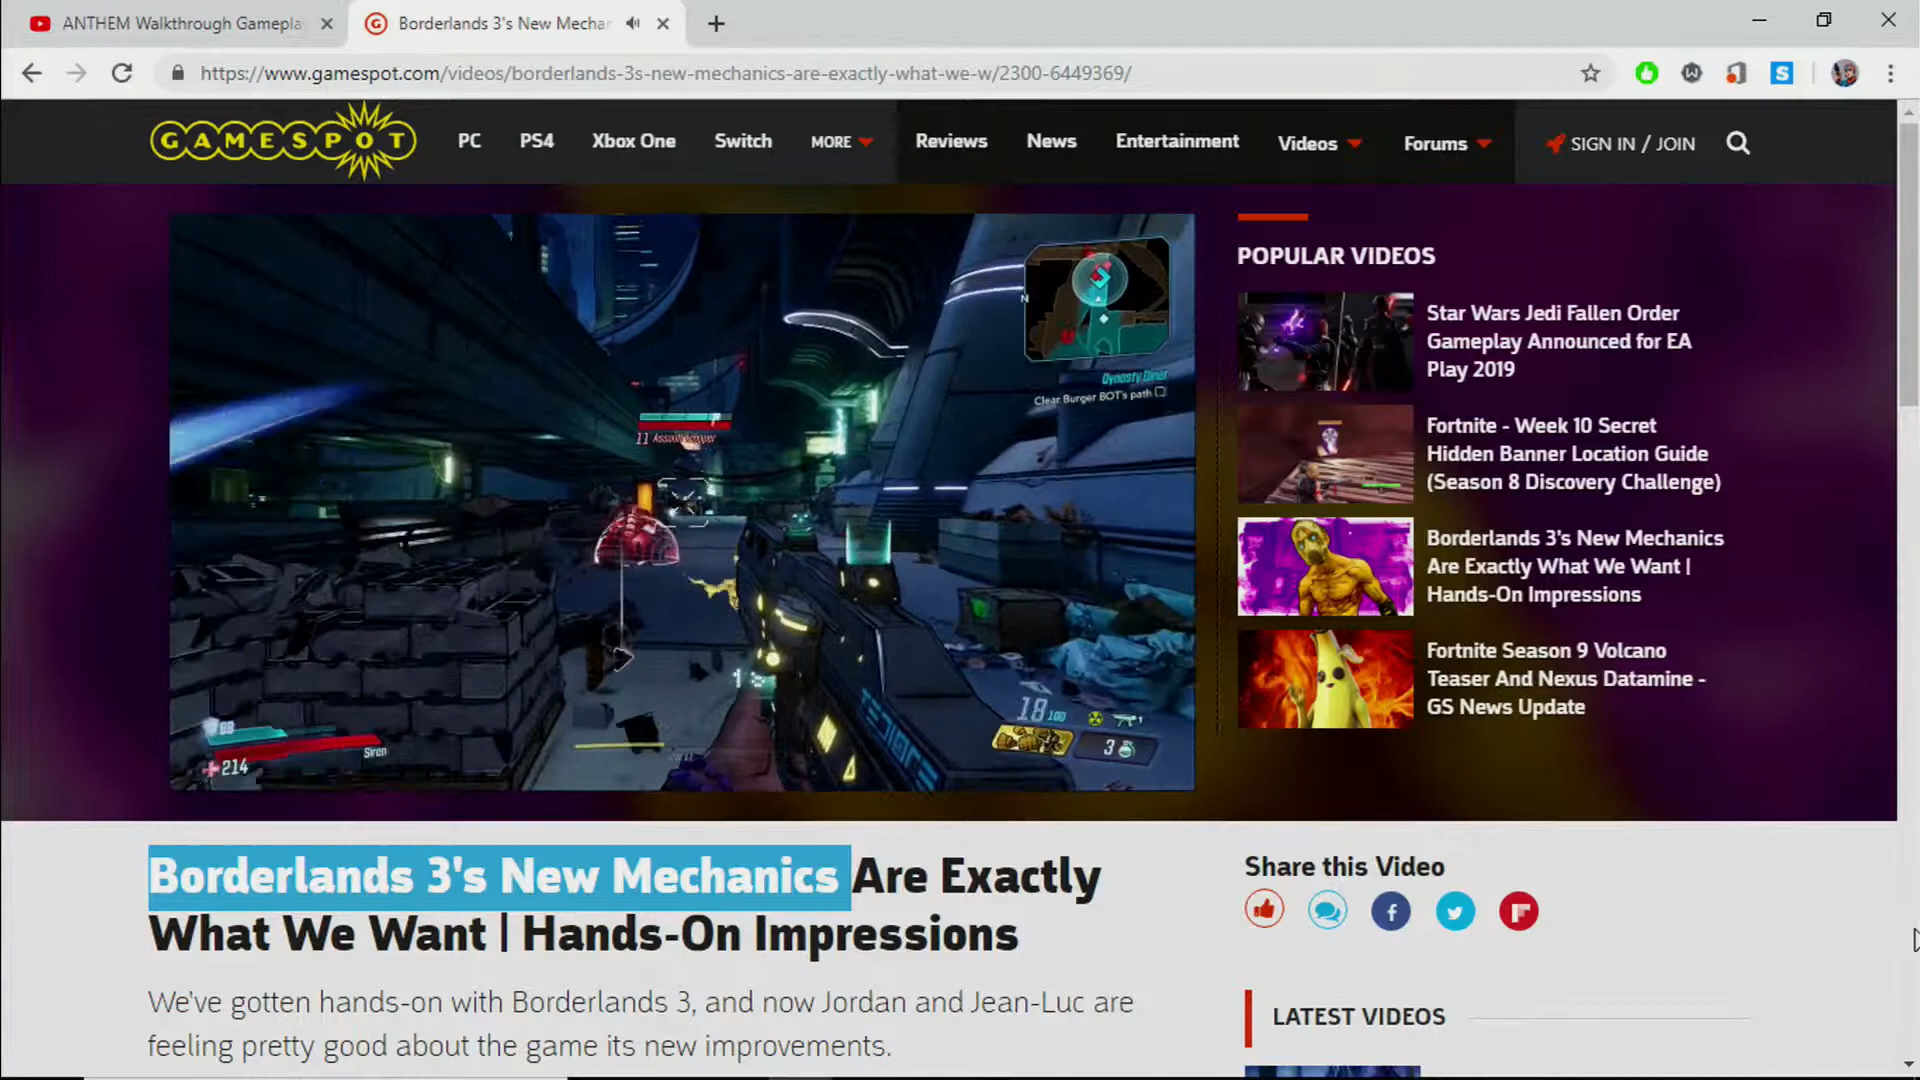 ANTHEM Walkthrough Gamepla
Borderlands 3's New Mechan
https://www.gamespot.com/videos/borderlands-3s-new-mechanics-are-exactly-what-we-w/2300-6449369/
GAMESPOT
PC PS4 Xbox One Switch MORE Reviews News Entertainment Videos Forums SIGN IN / JOIN
POPULAR VIDEOS
Star Wars Jedi Fallen Order
Gameplay Announced for EA
Play 2019
Fortnite - Week 10 Secret
Hidden Banner Location Guide
(Season 8 Discovery Challenge)
Borderlands 3's New Mechanics
Are Exactly What We Want |
Hands-On Impressions
Fortnite Season 9 Volcano
Teaser And Nexus Datamine -
GS News Update
N
Dynasty Diner
Clear Burger BOT's path
11
Siren
214
18/100
3
Borderlands 3's New Mechanics Are Exactly
What We Want | Hands-On Impressions
We've gotten hands-on with Borderlands 3, and now Jordan and Jean-Luc are
feeling pretty good about the game its new improvements.
Share this Video
LATEST VIDEOS